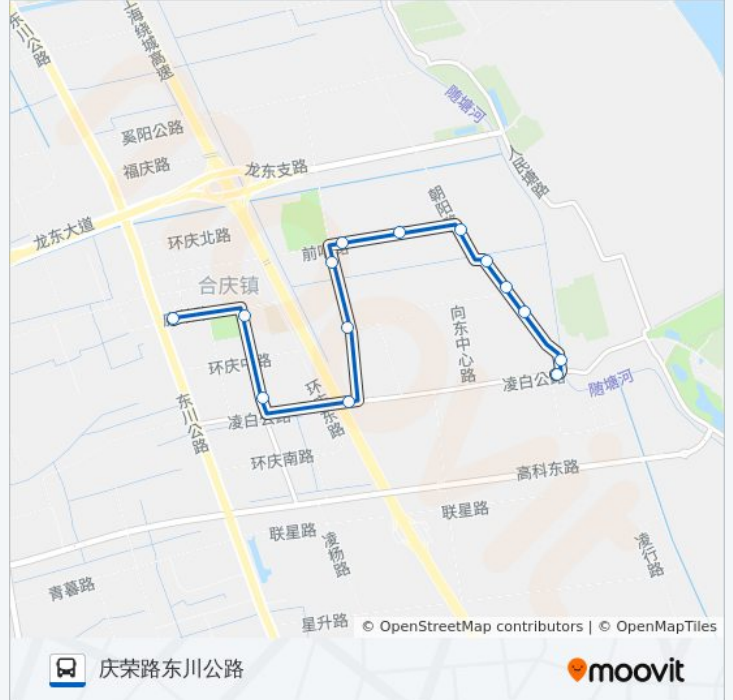 东川公路
上海绕城高速
奚阳公路
福庆路
龙东支路
随塘河
人民塘路
朝阳
龙东大道
环庆北路
合庆镇
环庆中路
向东中心路
凌白公路
随塘河
环庆东路
东川公路
凌白公路
环庆南路
高科东路
联星路
联星路
凌杨路
凌行路
青暮路
星升路
© OpenStreetMap contributors | © OpenMapTiles
庆荣路东川公路
moovit